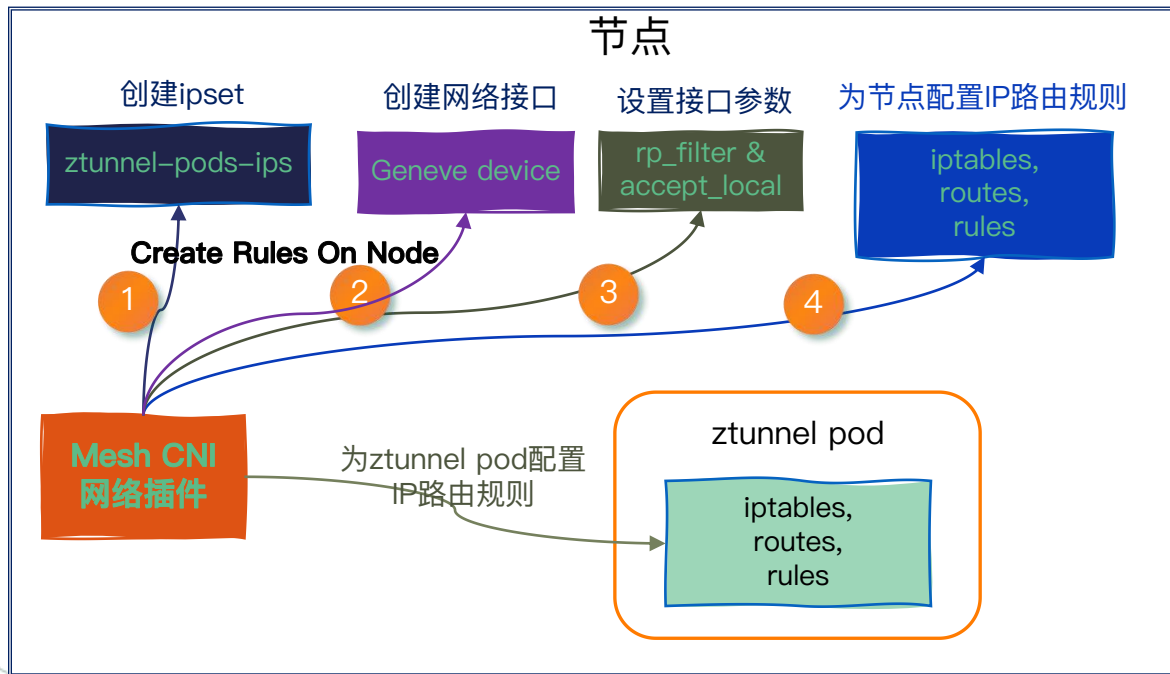 节点
创建ipset
ztunnel-pods-ips
创建网络接口
Geneve device
设置接口参数
rp_filter &
accept_local
为节点配置IP路由规则
iptables,
routes,
rules
Create Rules On Node
1
2
3
4
Mesh CNI
网络插件
为ztunnel pod配置
IP路由规则
ztunnel pod
iptables,
routes,
rules